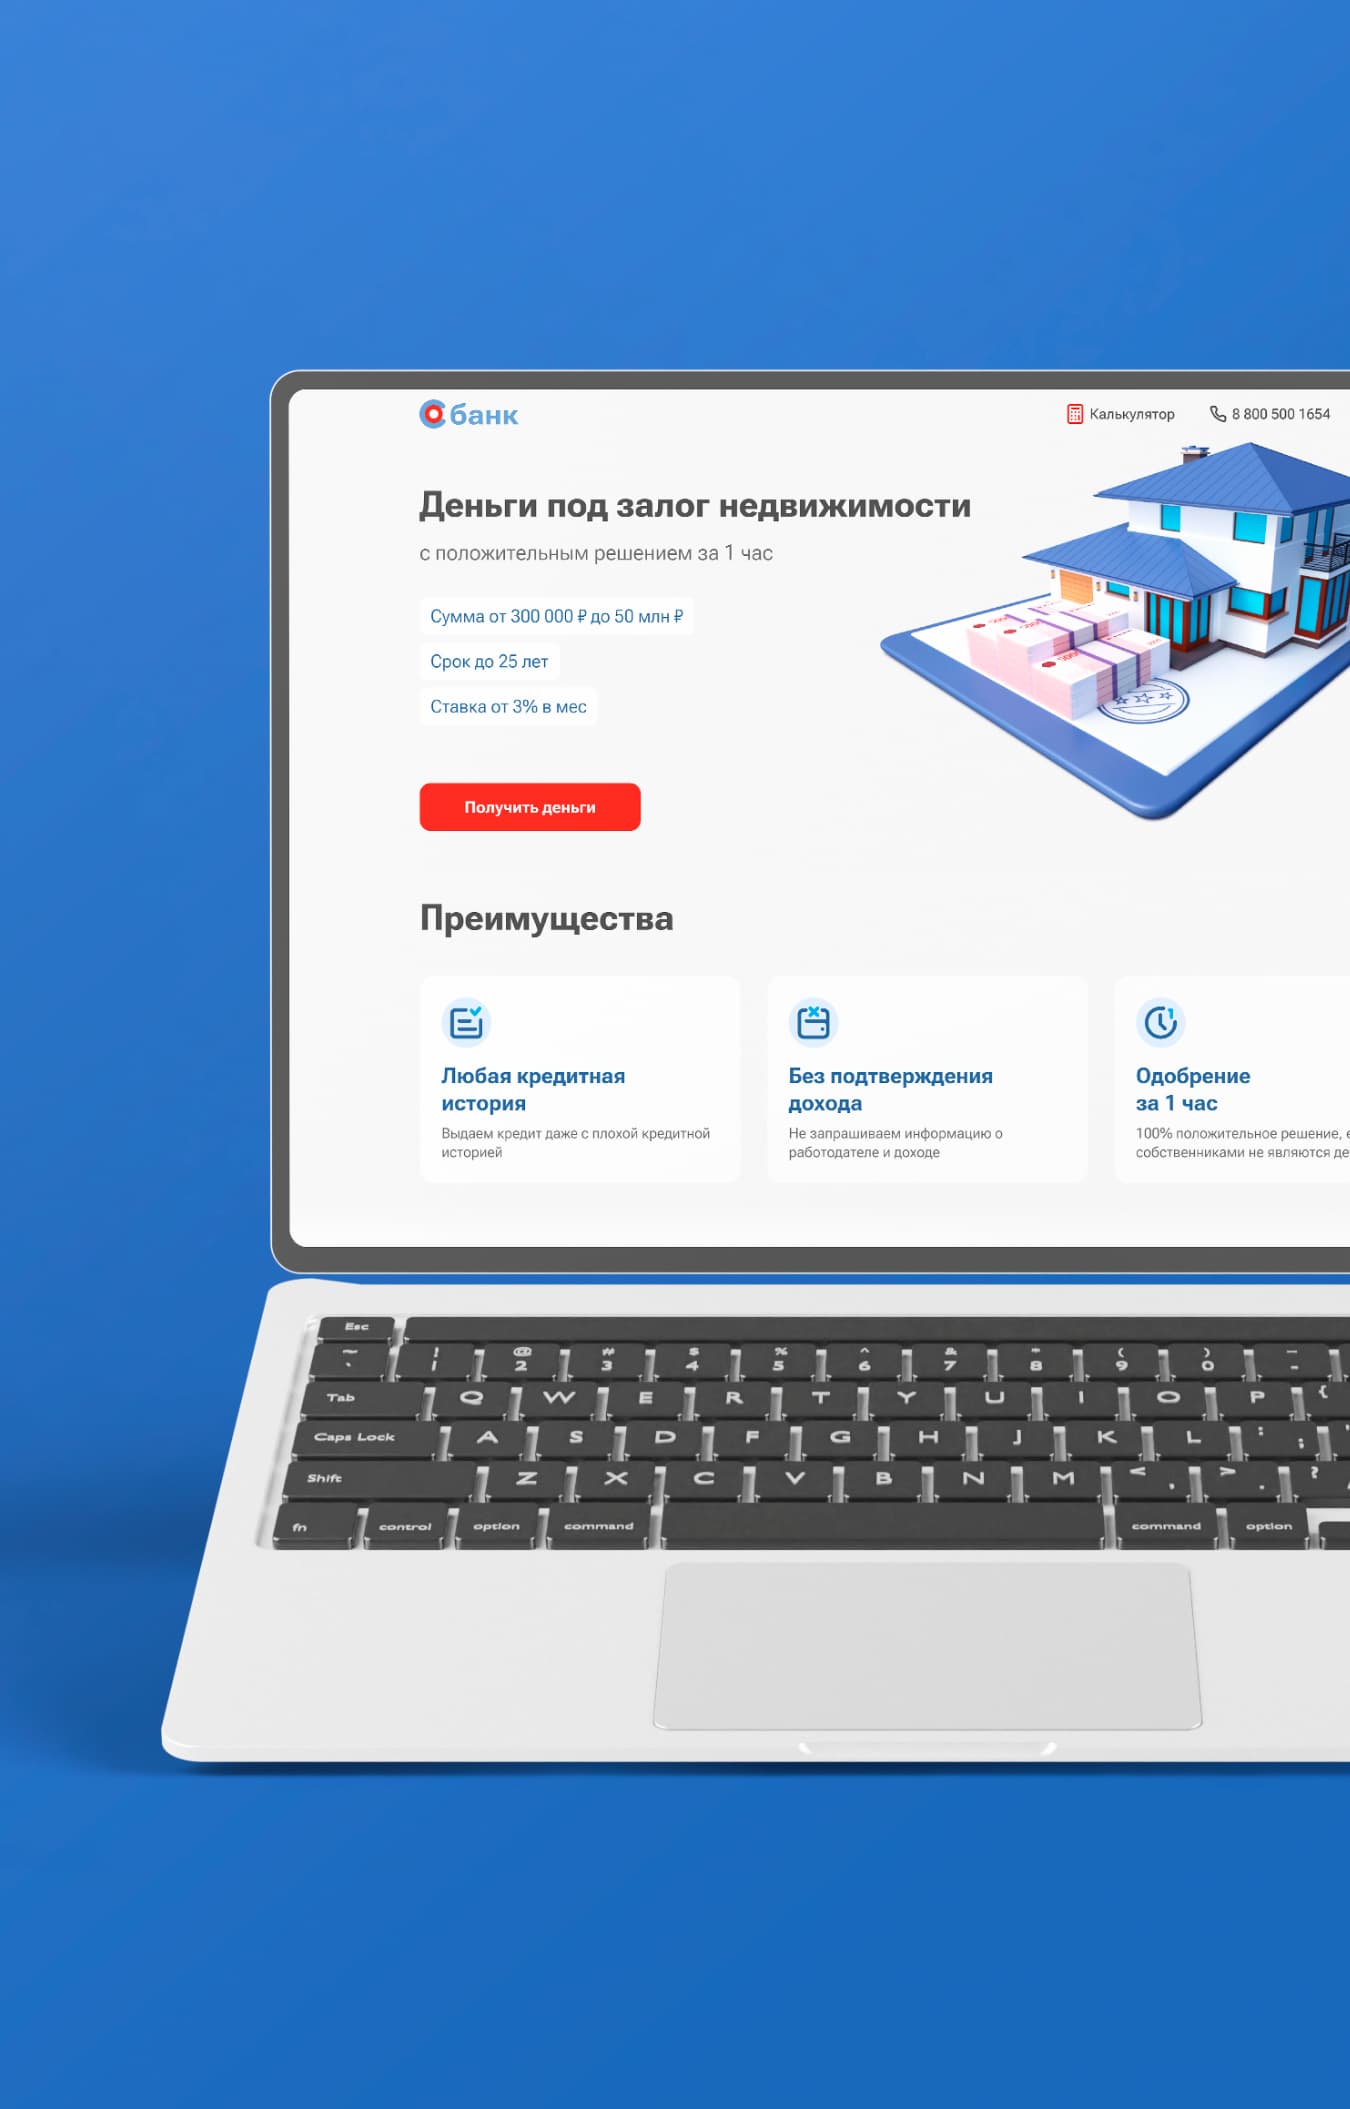 банк
Калькулятор
8 800 500 1654
Деньги под залог недвижимости
с положительным решением за 1 час
Сумма от 300 000 ₽ до 50 млн ₽
Срок до 25 лет
Ставка от 3% в мес
Получить деньги
Преимущества
Любая кредитная
история
Выдаем кредит даже с плохой кредитной
историей
Без подтверждения
дохода
Не запрашиваем информацию о
работодателе и доходе
Одобрение
за 1 час
100% положительное решение,
собственниками не являются
Esc
~ ! @ # $ % ^ & * ( ) –
` 1 2 3 4 5 6 7 8 9 0 -
Tab Q W E R T Y U I O P {
Caps Lock A S D F G H J K L : ;
Shift Z X C V B N M < , > . ?
fn control option command command option